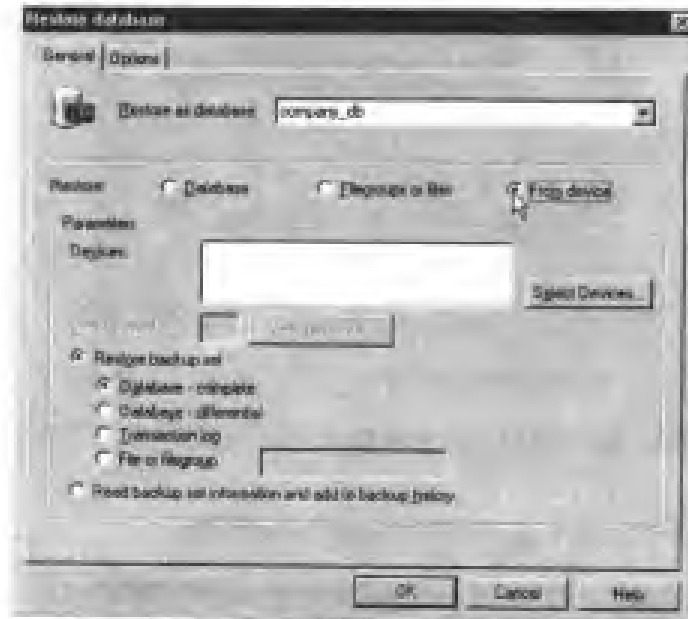 Restore database
General Options
Restore as database: company_db
Restore: Database Filegroups or files From device
Parameters
Devices:
Select Devices...
Restore backup set
Database - complete
Database - differential
Transaction log
File or filegroup
Read backup set information and add to backup history
OK Cancel Help